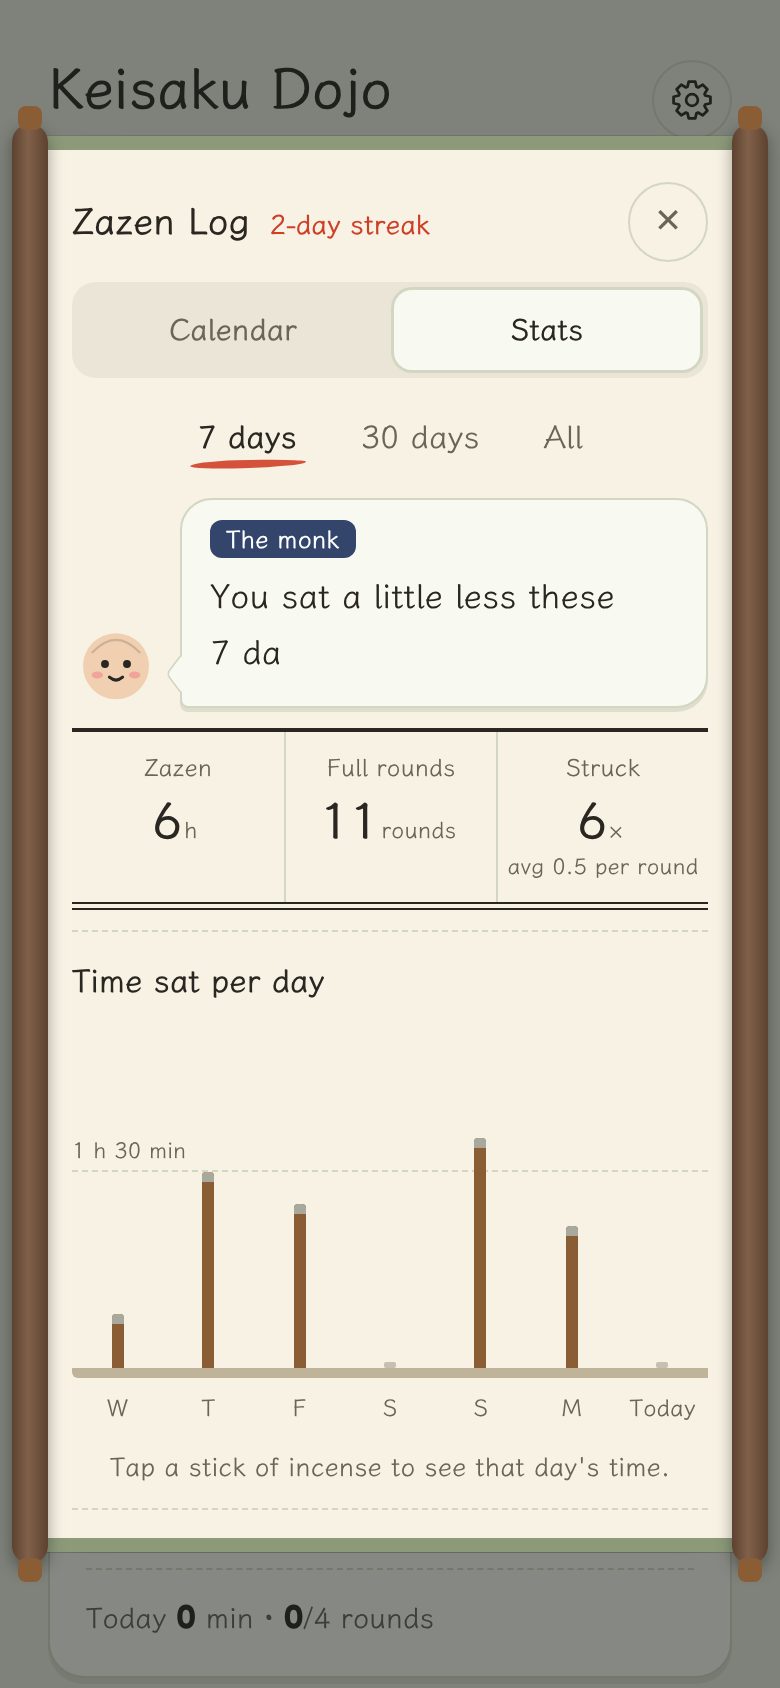 Keisaku Dojo
Zazen Log 2-day streak
Calendar Stats
7 days 30 days All
The monk
You sat a little less these
7 da
Zazen Full rounds Struck
6 h 11 rounds 6×
avg 0.5 per round
Time sat per day
1 h 30 min
W T F S S M Today
Tap a stick of incense to see that day's time.
Today 0 min • 0/4 rounds